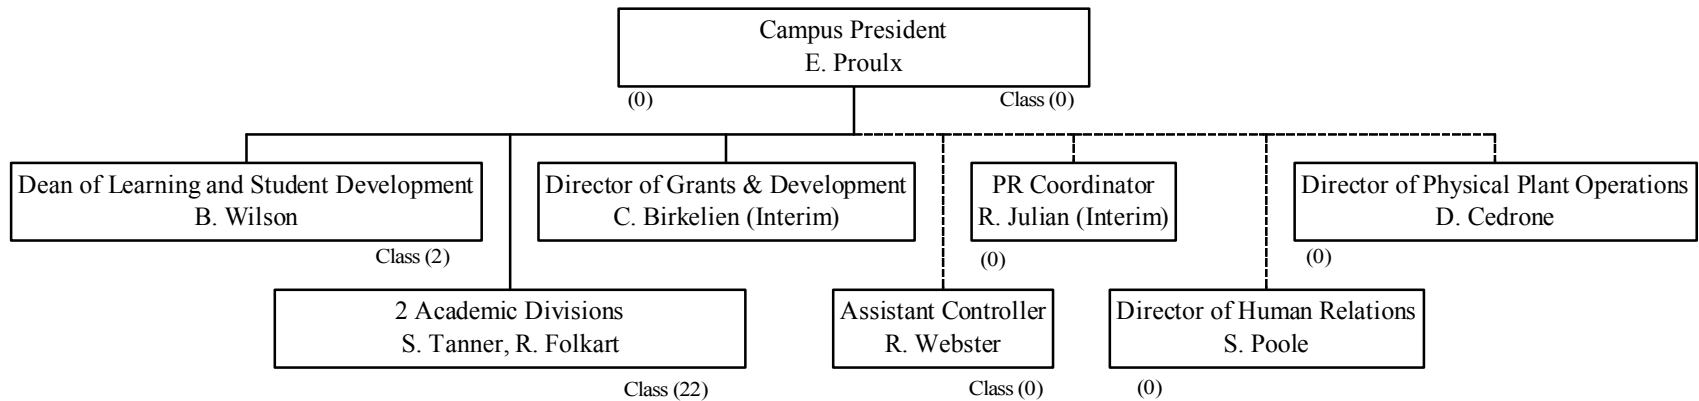 Campus President
E. Proulx
(0)
Class (0)
Dean of Learning and Student Development
B. Wilson
Class (2)
Director of Grants & Development
C. Birkelien (Interim)
PR Coordinator
R. Julian (Interim)
(0)
Director of Physical Plant Operations
D. Cedrone
(0)
2 Academic Divisions
S. Tanner, R. Folkart
Class (22)
Assistant Controller
R. Webster
Class (0)
Director of Human Relations
S. Poole
(0)